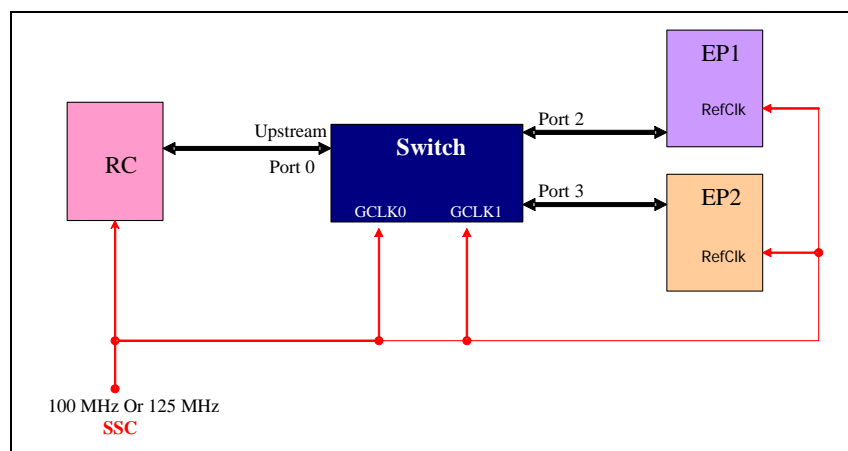 EP1
RefClk
Port 2
Upstream
Switch
RC
Port 0
Port 3
EP2
GCLK0
GCLK1
RefClk
100 MHz Or 125 MHz
SSC